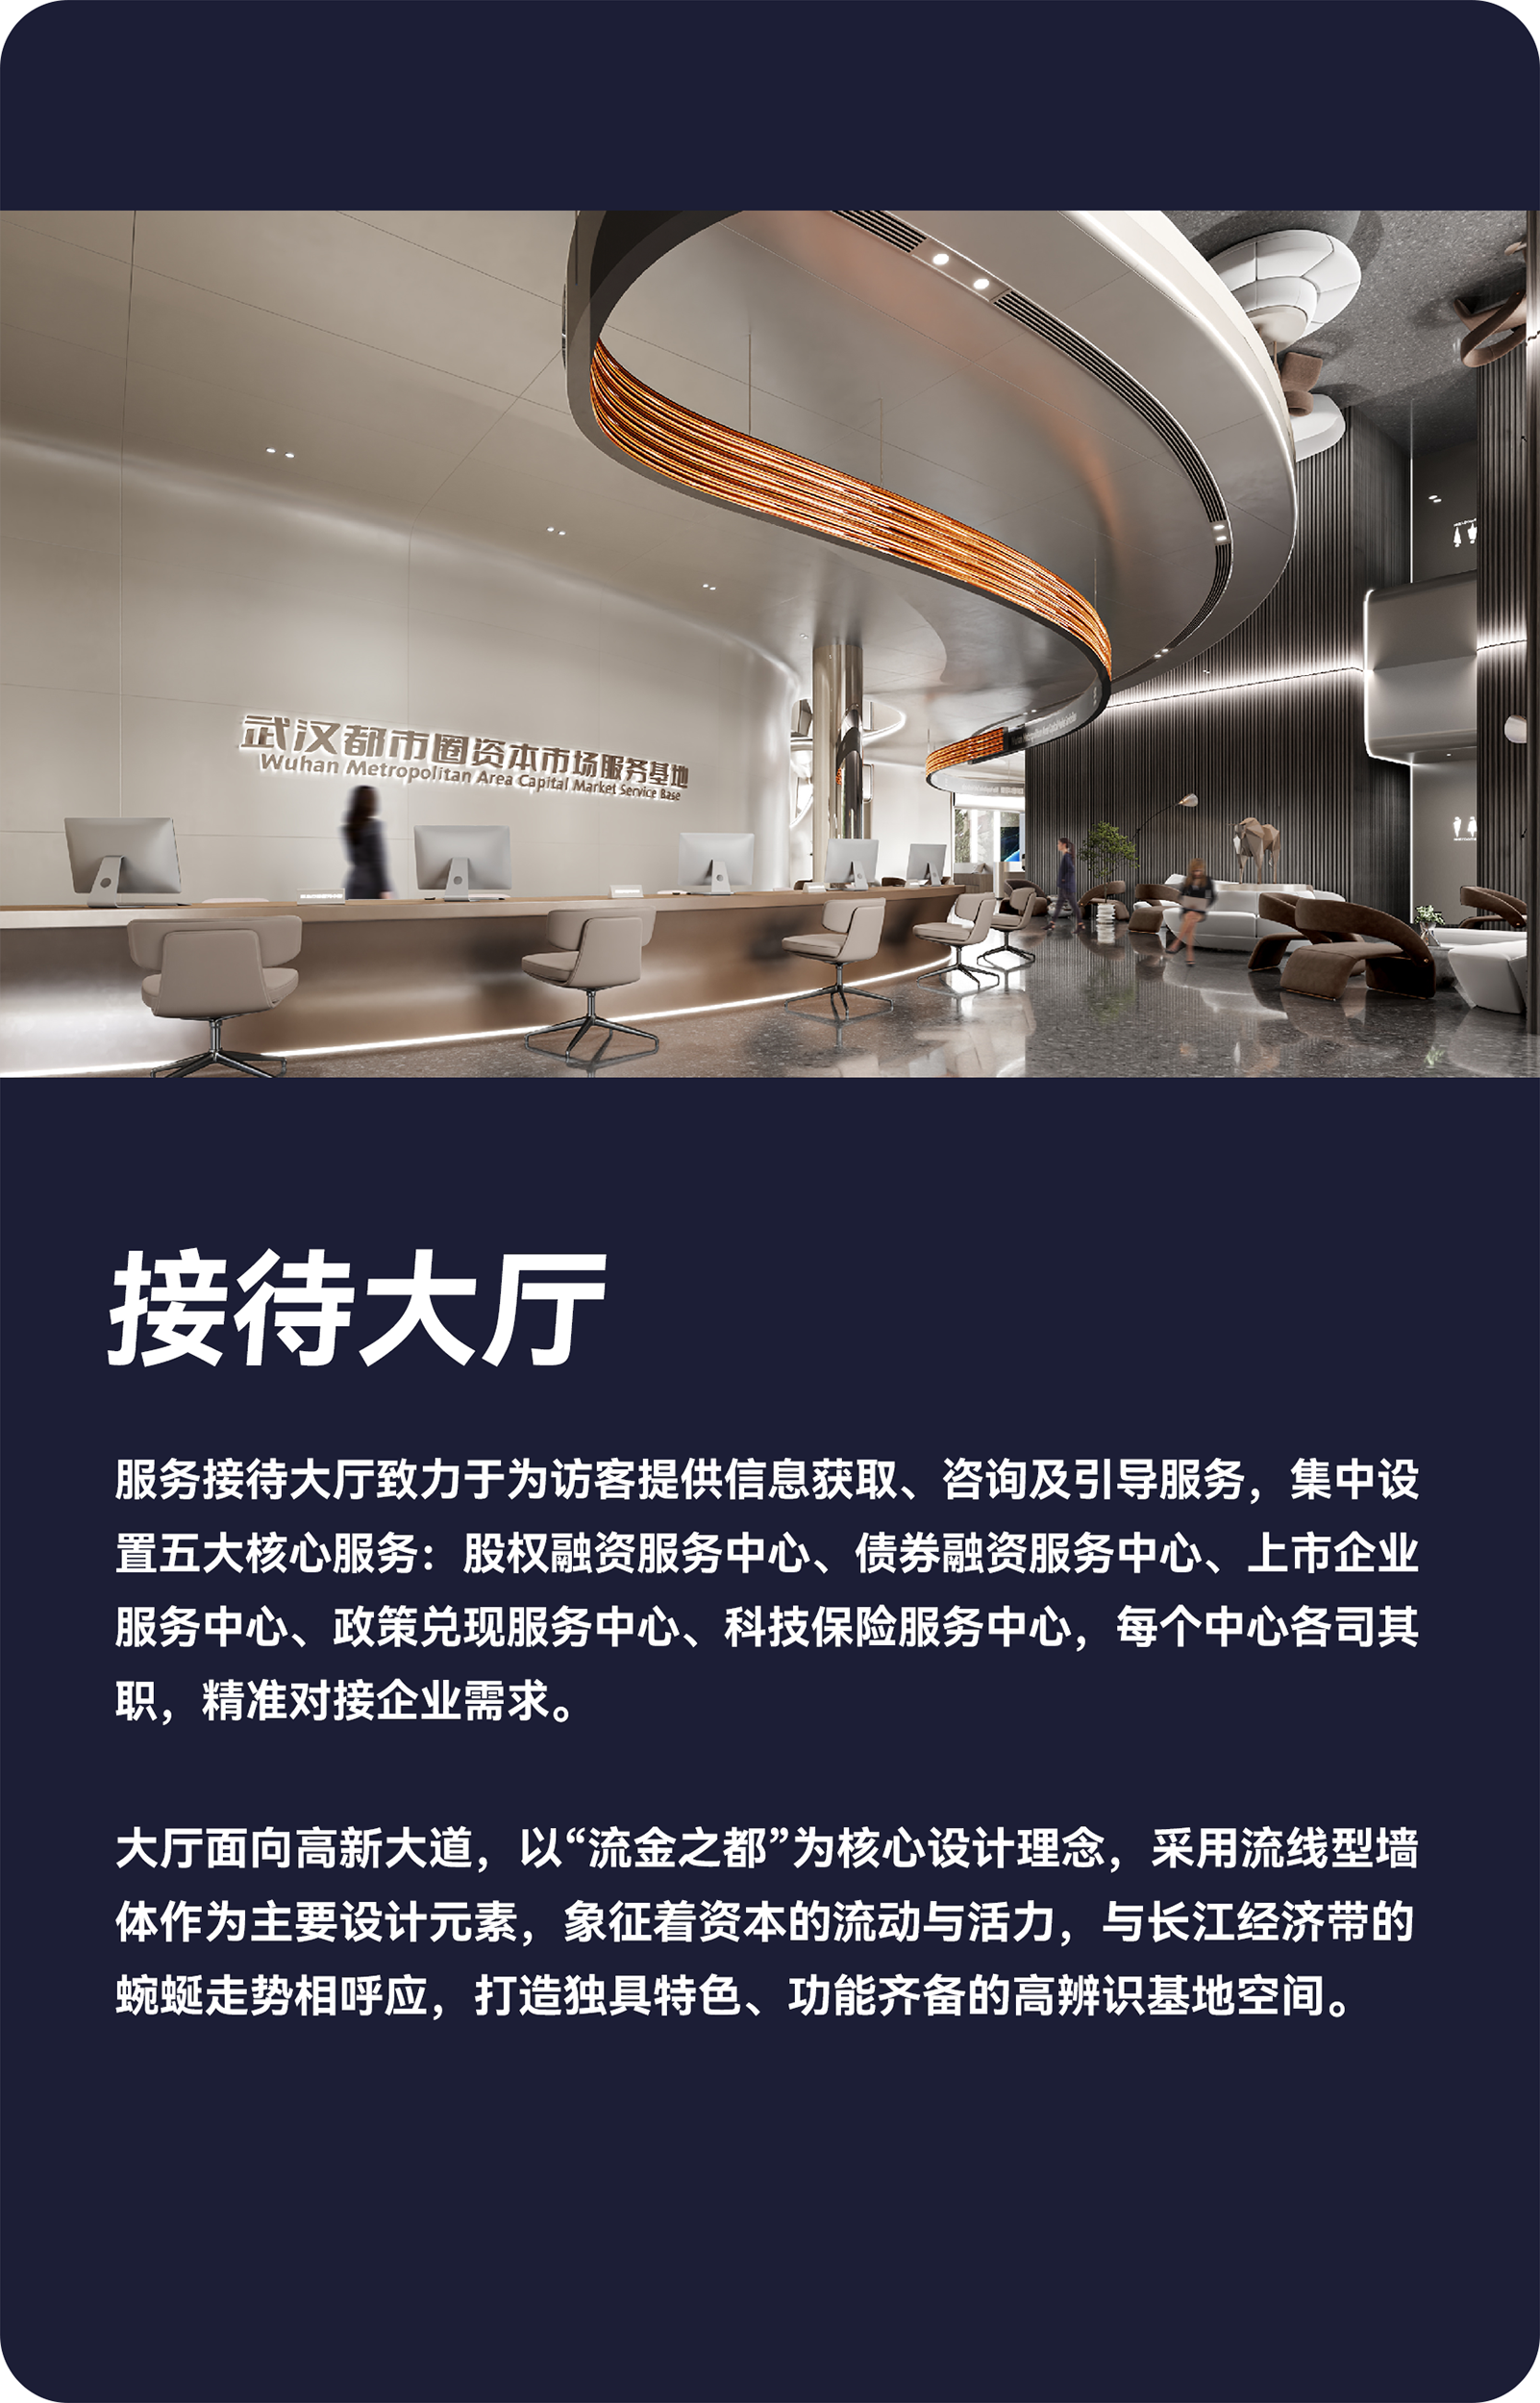 武汉都市圈资本市场服务基地
Wuhan Metropolitan Area Capital Market Service Base
接待大厅
服务接待大厅致力于为访客提供信息获取、咨询及引导服务，集中设
置五大核心服务：股权融资服务中心、债券融资服务中心、上市企业
服务中心、政策兑现服务中心、科技保险服务中心，每个中心各司其
职，精准对接企业需求。
大厅面向高新大道，以“流金之都”为核心设计理念，采用流线型墙
体作为主要设计元素，象征着资本的流动与活力，与长江经济带的
蜿蜒走势相呼应，打造独具特色、功能齐备的高辨识基地空间。